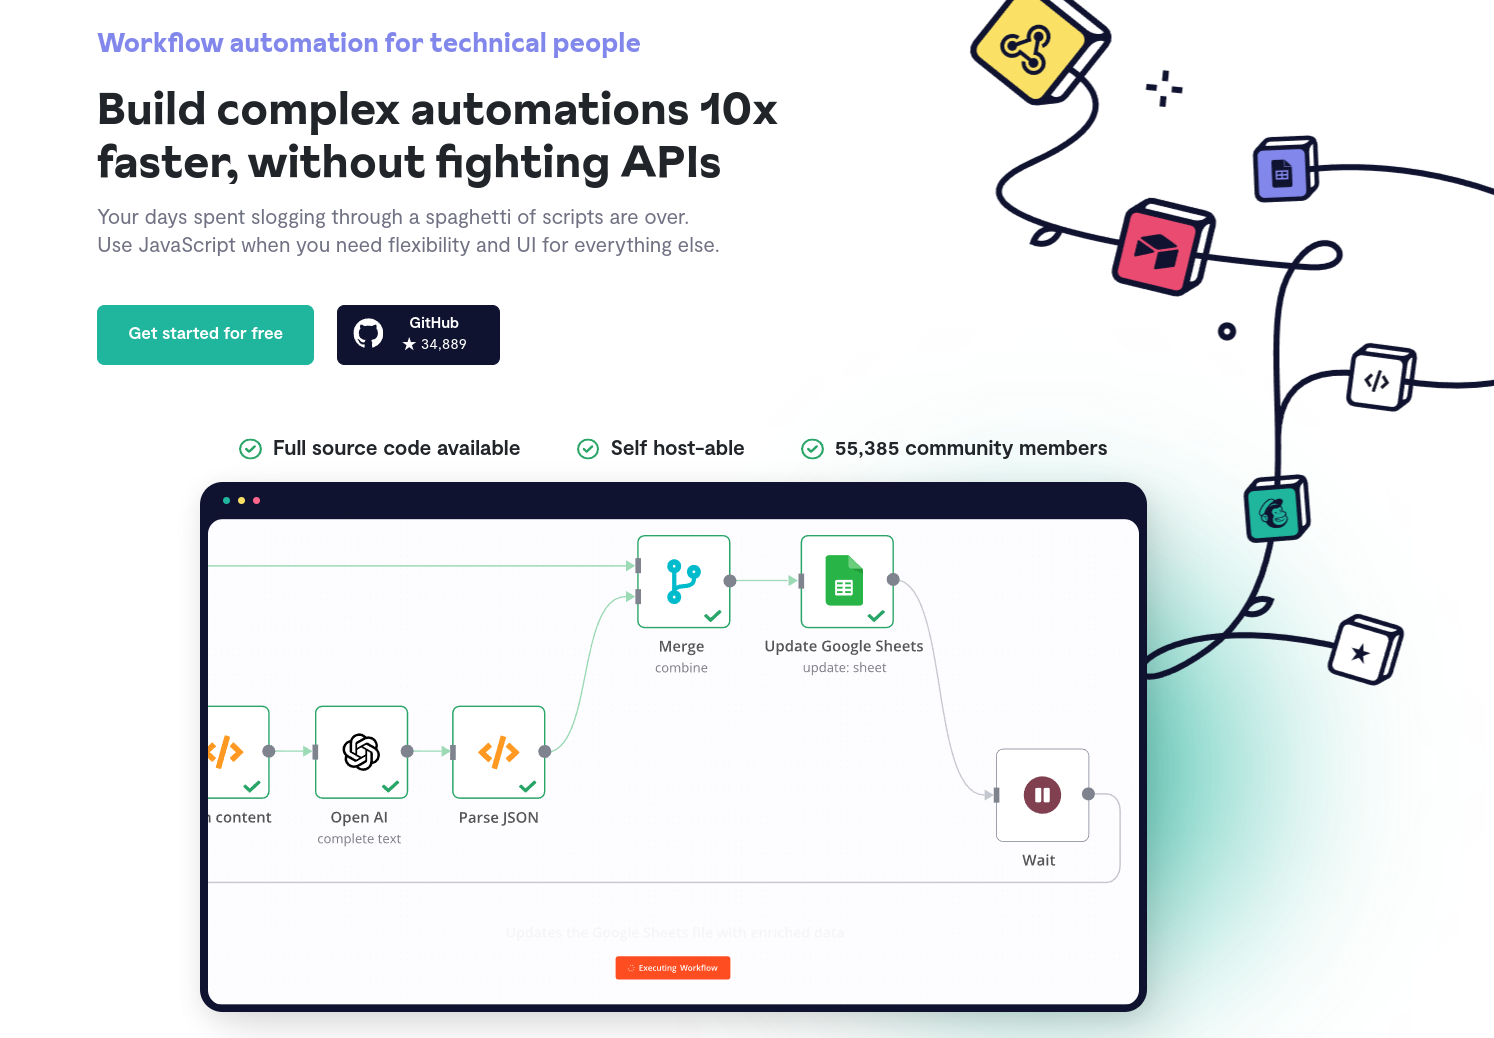 Workflow automation for technical people
Build complex automations 10x
faster, without fighting APIs
Your days spent slogging through a spaghetti of scripts are over.
Use JavaScript when you need flexibility and UI for everything else.
Get started for free
GitHub
★ 34,889
Full source code available
Self host-able
55,385 community members
Merge
combine
Update Google Sheets
update: sheet
content
Open AI
complete text
Parse JSON
Wait
Updates the Google Sheets file with enriched data
Executing Workflow